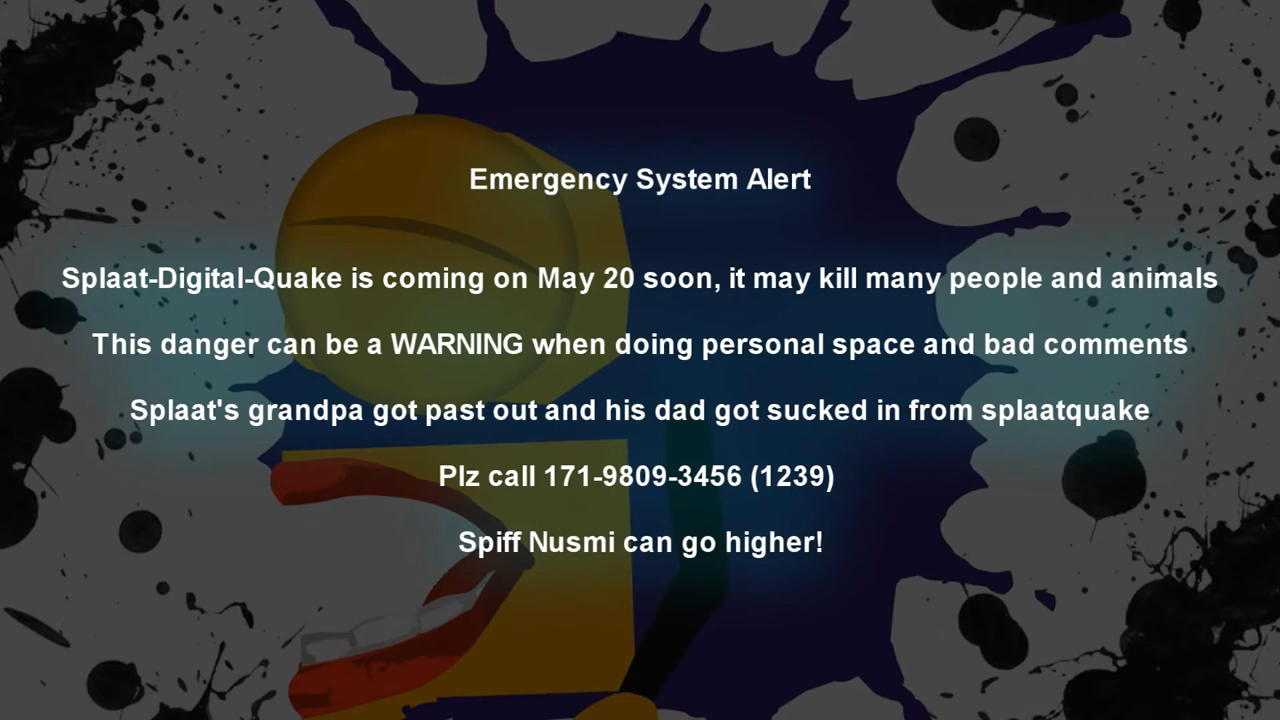 Emergency System Alert
Splaat-Digital-Quake is coming on May 20 soon, it may kill many people and animals
This danger can be a WARNING when doing personal space and bad comments
Splaat's grandpa got past out and his dad got sucked in from splaatquake
Plz call 171-9809-3456 (1239)
Spiff Nusmi can go higher!